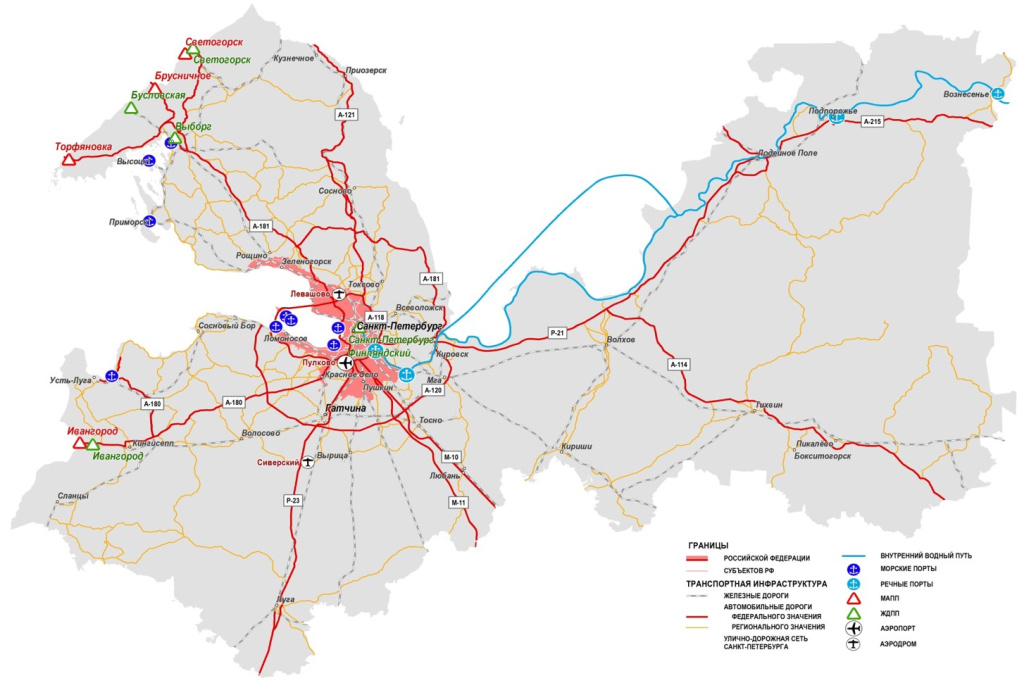 Светогорск
Светогорск
Кузнечное
Приозерск
Брусничное
Бусловская
А-121
Выборг
Торфяновка
Высоцк
Сосново
Приморск
А-181
Рощино
Зеленогорск
Левашово
Токсово
А-181
Всеволожск
А-118
Санкт-Петербург
Санкт-Петербург-
Финляндский
Сосновый Бор
Ломоносов
Пулково
Красное село
Пушкин
Кировск
Мга
А-120
Усть-Луга
А-180
А-180
Гатчина
Тосно
Ивангород
Ивангород
Кингисепп
Волосово
Сиверский
Вырица
М-10
Любань
М-11
Сланцы
Р-23
Луга
Вознесенье
Подпорожье
А-215
Лодейное Поле
Р-21
Волхов
А-114
Тихвин
Пикалево
Бокситогорск
Кириши
ГРАНИЦЫ
РОССИЙСКОЙ ФЕДЕРАЦИИ
СУБЪЕКТОВ РФ
ТРАНСПОРТНАЯ ИНФРАСТРУКТУРА
ЖЕЛЕЗНЫЕ ДОРОГИ
АВТОМОБИЛЬНЫЕ ДОРОГИ
ФЕДЕРАЛЬНОГО ЗНАЧЕНИЯ
РЕГИОНАЛЬНОГО ЗНАЧЕНИЯ
УЛИЧНО-ДОРОЖНАЯ СЕТЬ
САНКТ-ПЕТЕРБУРГА
ВНУТРЕННИЙ ВОДНЫЙ ПУТЬ
МОРСКИЕ ПОРТЫ
РЕЧНЫЕ ПОРТЫ
МАПП
ЖДПП
АЭРОПОРТ
АЭРОДРОМ